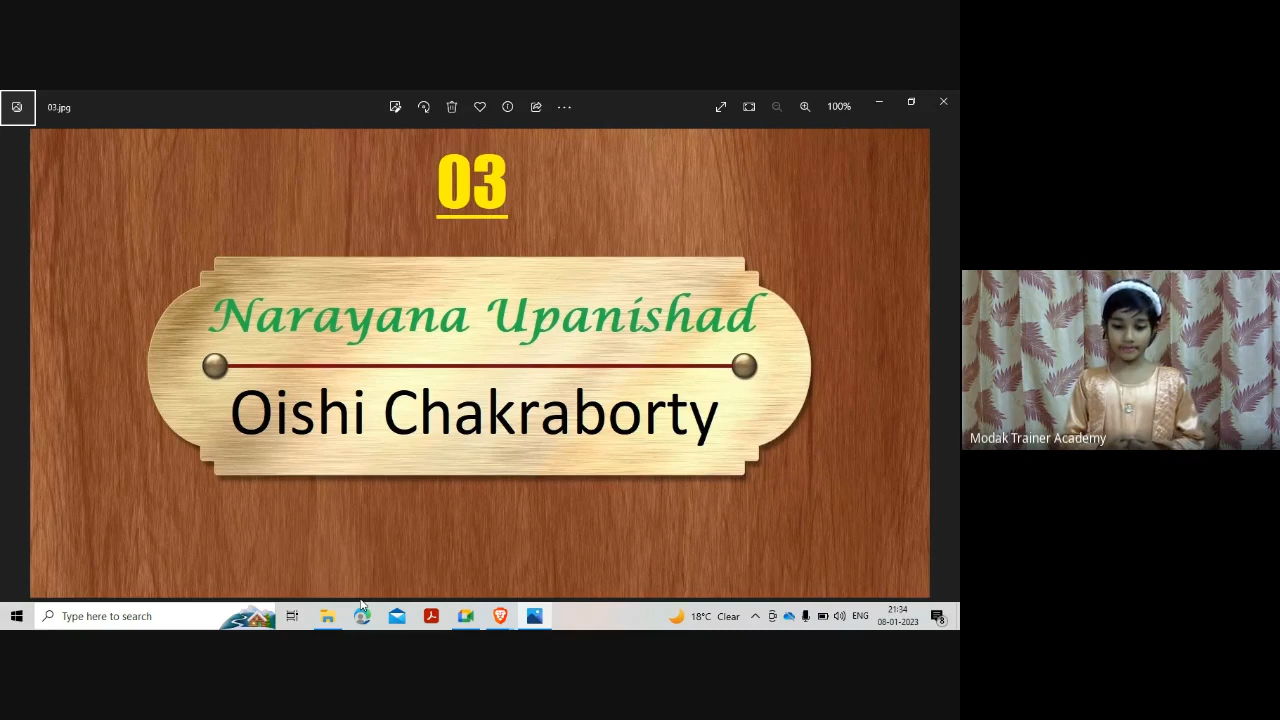 03.jpg
100%
03
Narayana Upanishad
Oishi Chakraborty
Modak Trainer Academy
Type here to search
18°C Clear
ENG
21:34
08-01-2023
8